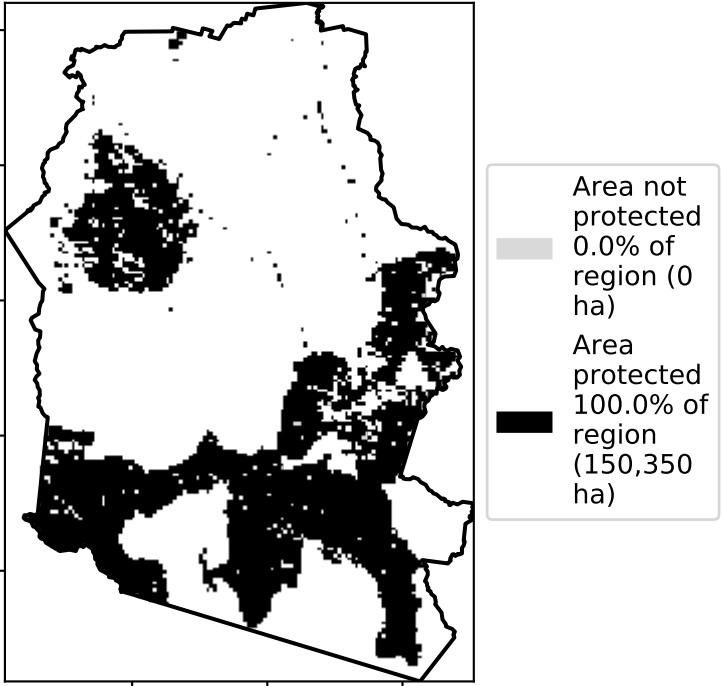 Area not
protected
0.0% of
region (0
ha)
Area
protected
100.0% of
region
(150,350
ha)